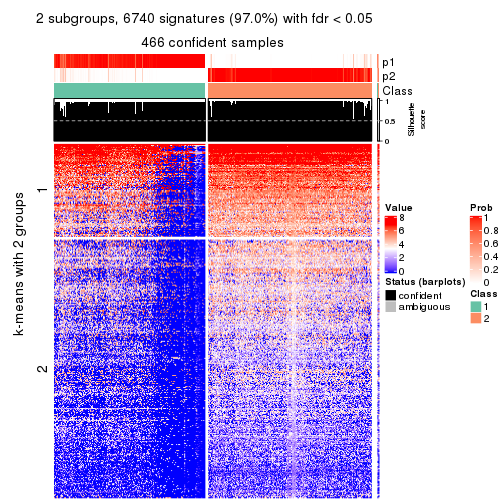 2 subgroups, 6740 signatures (97.0%) with fdr < 0.05
466 confident samples
p1
p2
Class
1
0.5
0
Silhouette
score
k-means with 2 groups
1
2
Value
8
6
4
2
0
Status (barplots)
confident
ambiguous
Prob
1
0.8
0.6
0.4
0.2
0
Class
1
2